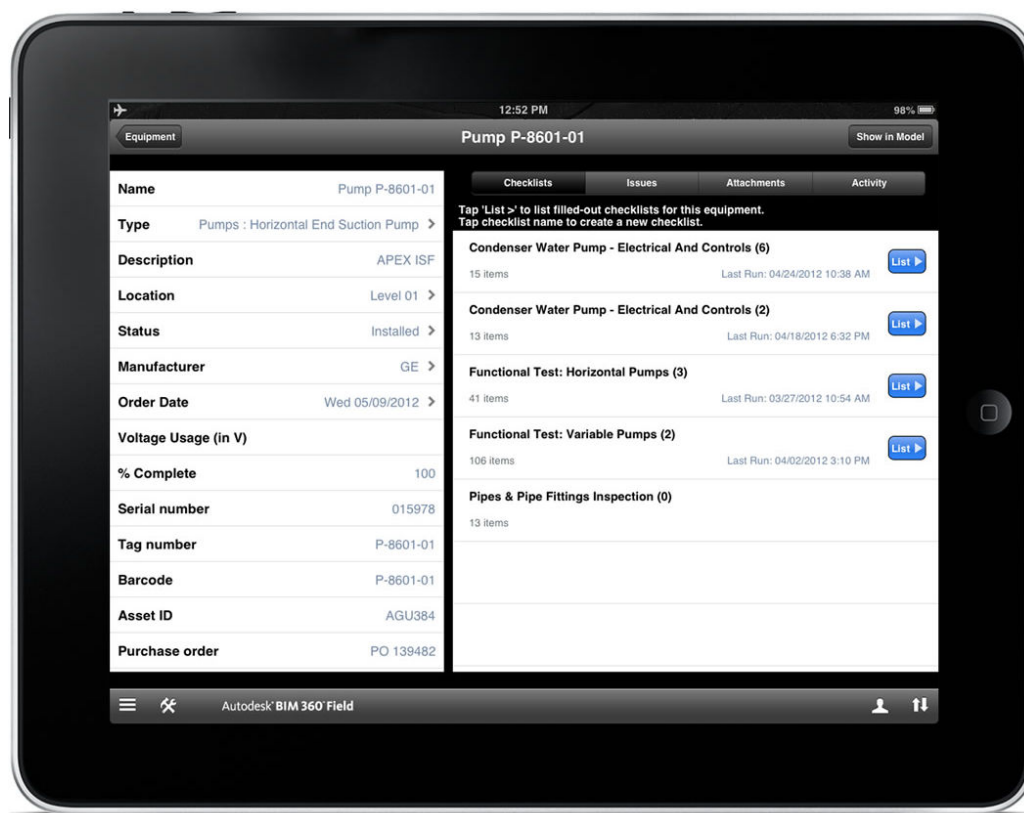 12:52 PM
98%
Equipment
Pump P-8601-01
Show in Model
Name Pump P-8601-01
Type Pumps : Horizontal End Suction Pump >
Description APEX ISF
Location Level 01 >
Status Installed >
Manufacturer GE >
Order Date Wed 05/09/2012 >
Voltage Usage (in V)
% Complete 100
Serial number 015978
Tag number P-8601-01
Barcode P-8601-01
Asset ID AGU384
Purchase order PO 139482
Checklists Issues Attachments Activity
Tap 'List >' to list filled-out checklists for this equipment.
Tap checklist name to create a new checklist.
Condenser Water Pump - Electrical And Controls (6)
15 items Last Run: 04/24/2012 10:38 AM
List
Condenser Water Pump - Electrical And Controls (2)
13 items Last Run: 04/18/2012 6:32 PM
List
Functional Test: Horizontal Pumps (3)
41 items Last Run: 03/27/2012 10:54 AM
List
Functional Test: Variable Pumps (2)
106 items Last Run: 04/02/2012 3:10 PM
List
Pipes & Pipe Fittings Inspection (0)
13 items
Autodesk® BIM 360™ Field